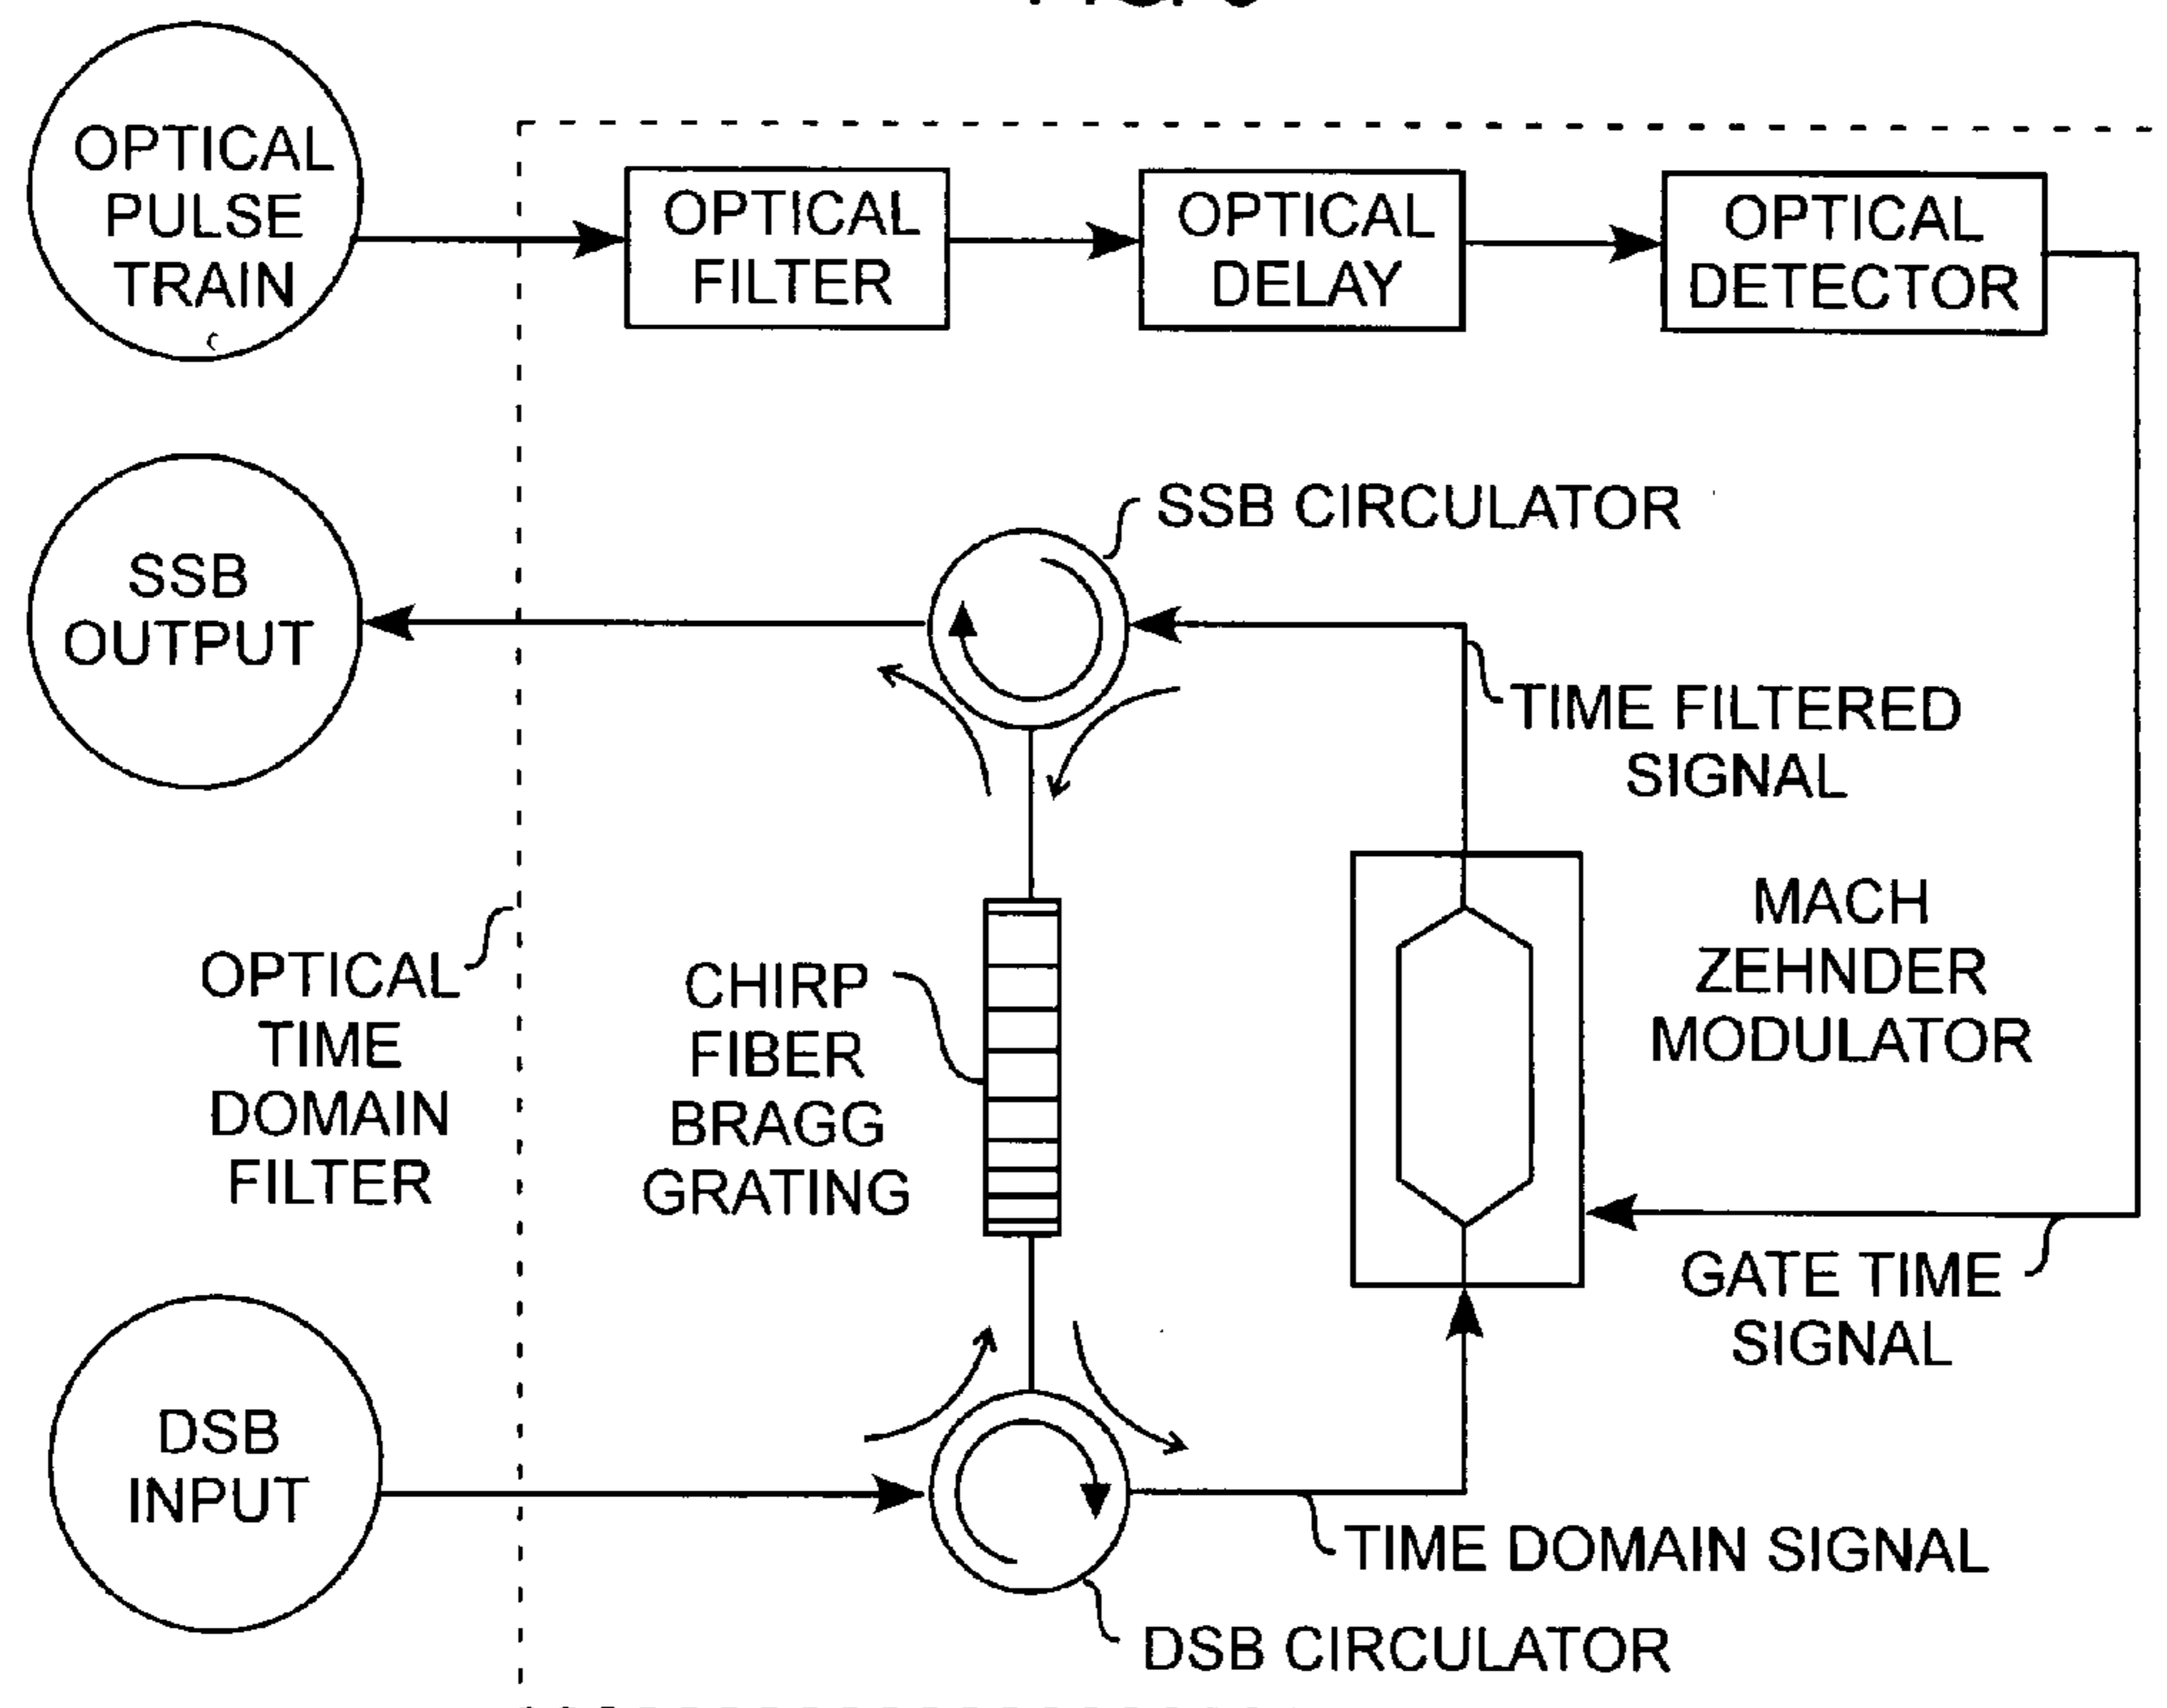 OPTICAL
PULSE
TRAIN
OPTICAL
FILTER
OPTICAL
DELAY
OPTICAL
DETECTOR
SSB CIRCULATOR
SSB
OUTPUT
TIME FILTERED
SIGNAL
MACH
ZEHNDER
MODULATOR
OPTICAL
TIME
DOMAIN
FILTER
CHIRP
FIBER
BRAGG
GRATING
GATE TIME
SIGNAL
DSB
INPUT
TIME DOMAIN SIGNAL
DSB CIRCULATOR